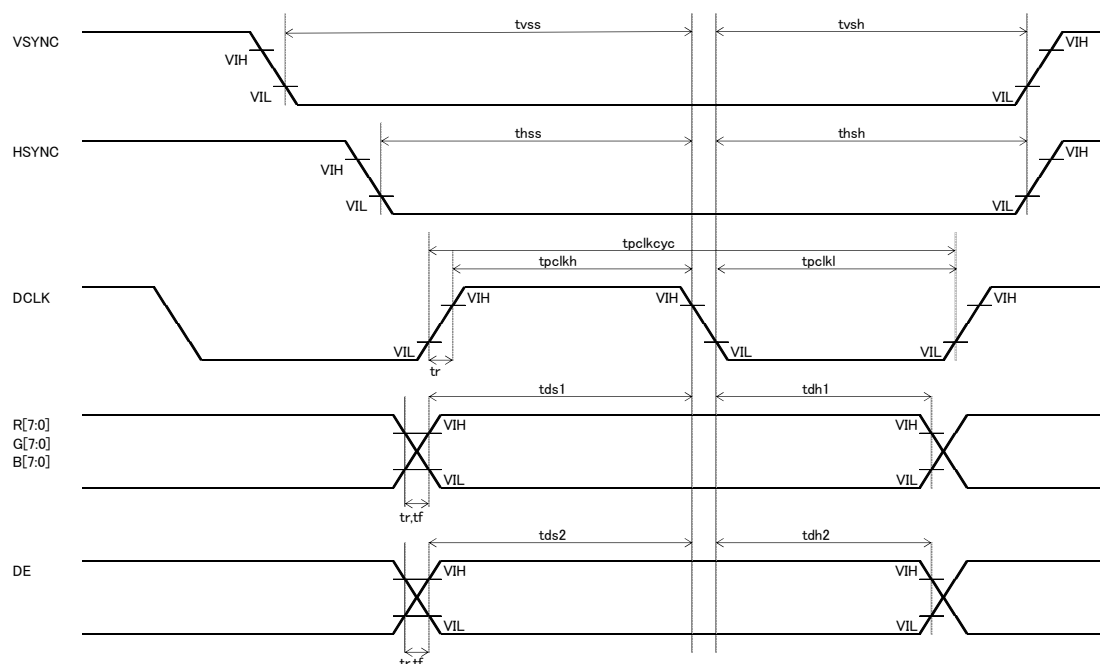 tvss tvsh
VSYNC
VIH VIH
VIL VIL
thss thsh
HSYNC
VIH VIH
VIL VIL
tpclkcyc
tpclkh tpclkl
DCLK
VIH VIH VIH
VIL VIL VIL
tr
tds1 tdh1
R[7:0]
G[7:0]
B[7:0]
VIH VIH
VIL VIL
tr,tf
tds2 tdh2
DE
VIH VIH
VIL VIL
tr,tf